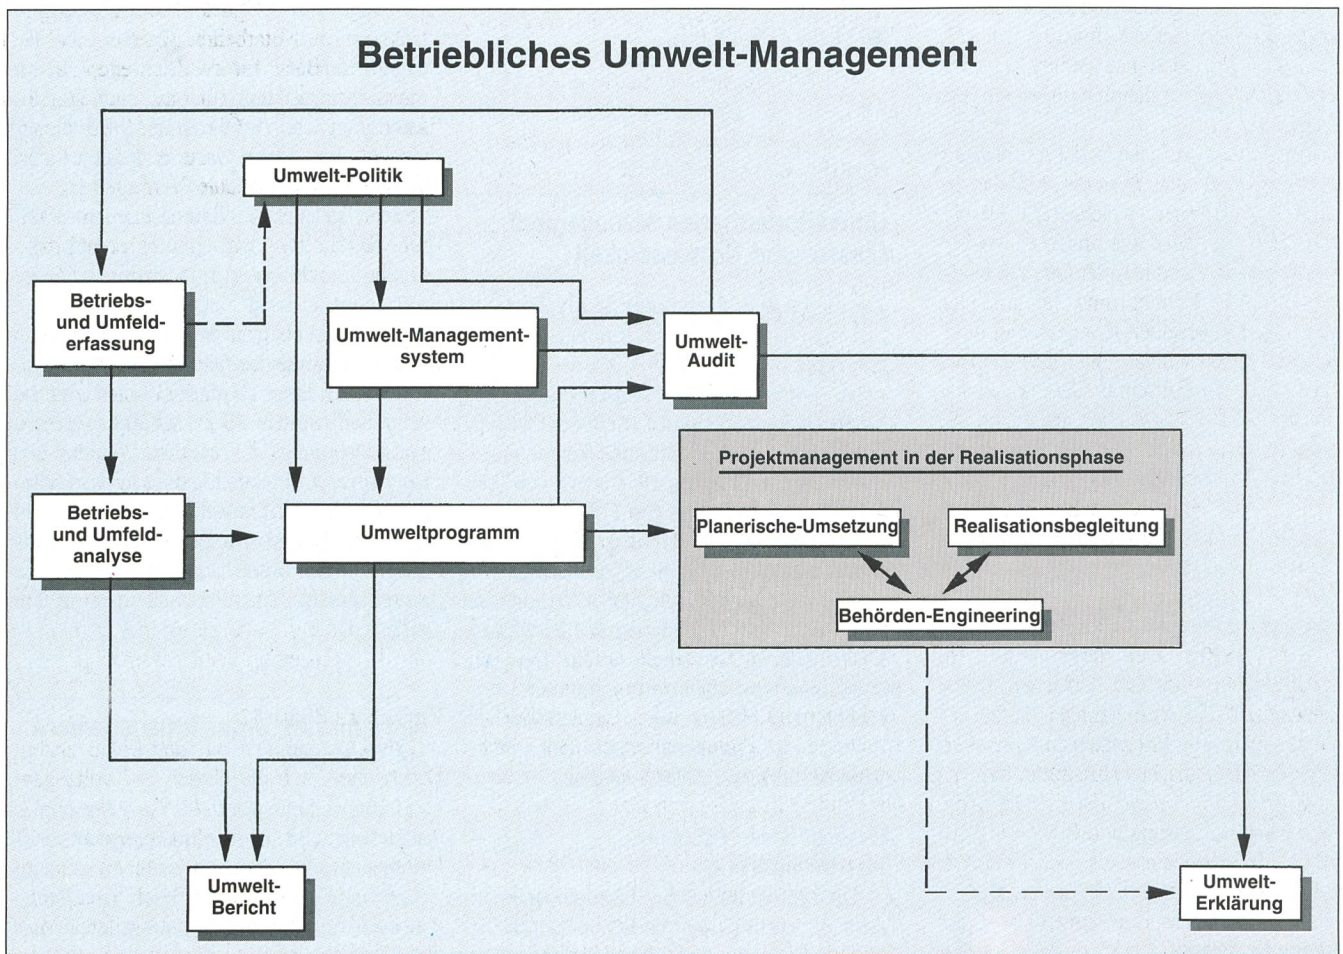 Betriebliches Umwelt-Management
Umwelt-Politik
Betriebs-
und Umfeld-
erfassung
Umwelt-Management-
system
Umwelt-
Audit
Projektmanagement in der Realisationsphase
Betriebs-
und Umfeld-
analyse
Umweltprogramm
Planerische-Umsetzung
Realisationsbegleitung
Behörden-Engineering
Umwelt-
Bericht
Umwelt-
Erklärung